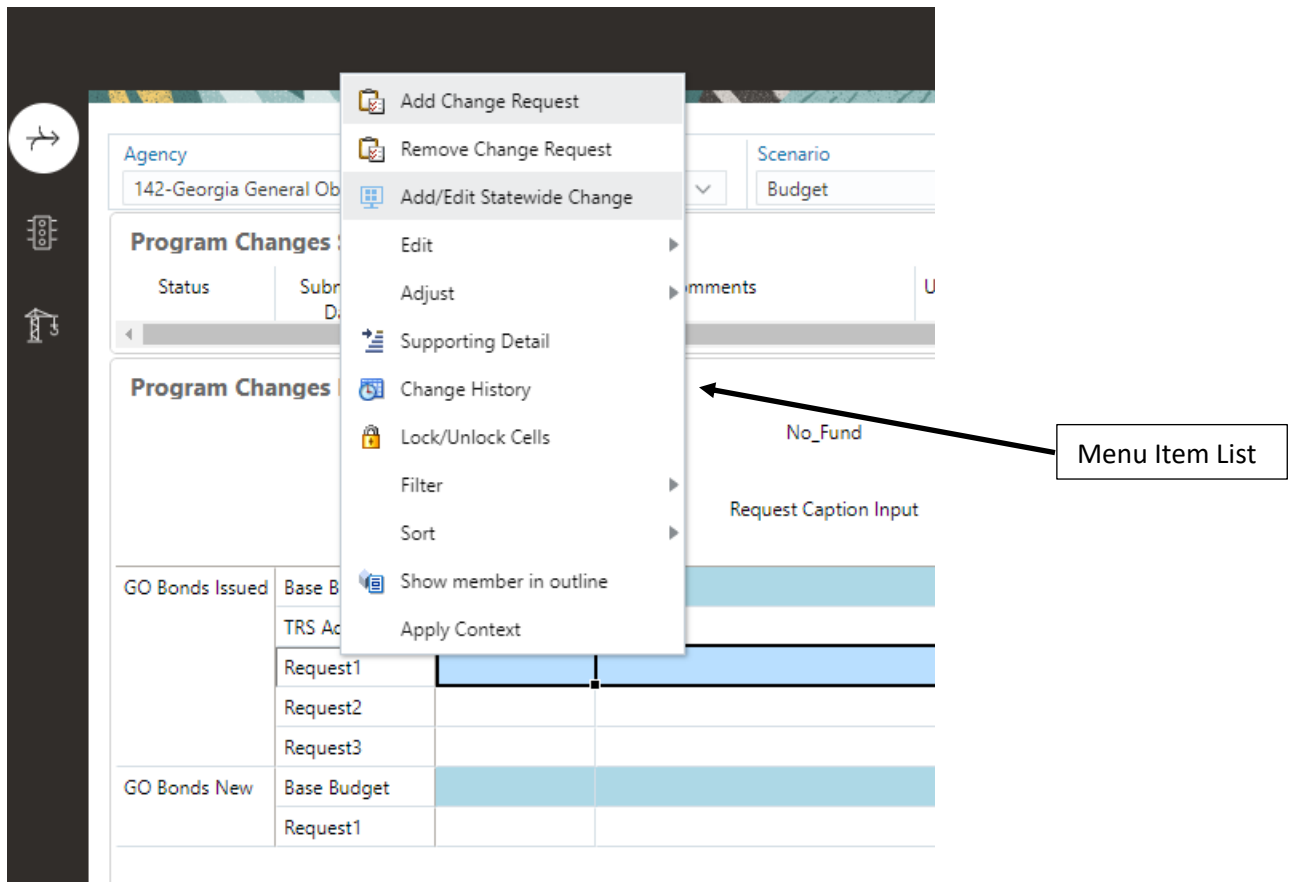 Add Change Request
Remove Change Request
Add/Edit Statewide Change
Edit
Adjust
Supporting Detail
Change History
Lock/Unlock Cells
Filter
Sort
Show member in outline
Apply Context
Agency
Scenario
142-Georgia General Ob
Budget
Program Changes
Status
Subm
mments
U
Program Changes
No_Fund
Menu Item List
Request Caption Input
GO Bonds Issued
Base B
TRS Ad
Request1
Request2
Request3
GO Bonds New
Base Budget
Request1